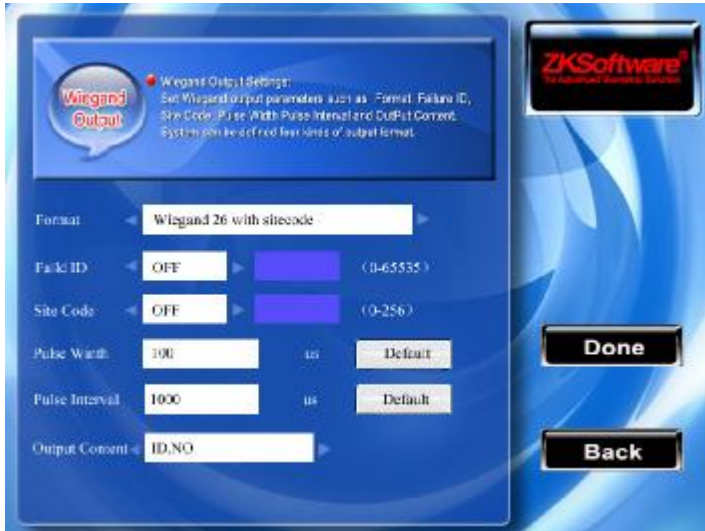 Wiegand Output Settings:
Set Wiegand output parameters such as Format, Failure ID,
Site Code, Pulse Width Pulse Interval and OutPut Content.
System can be defined four kinds of output format.
Wiegand
Output
ZKSoftware®
Format Wiegand 26 with sitecode
Faild ID OFF (0-65535)
Site Code OFF (0-256)
Pulse Width 100 us Default
Pulse Interval 1000 us Default
Output Content ID,NO
Done
Back